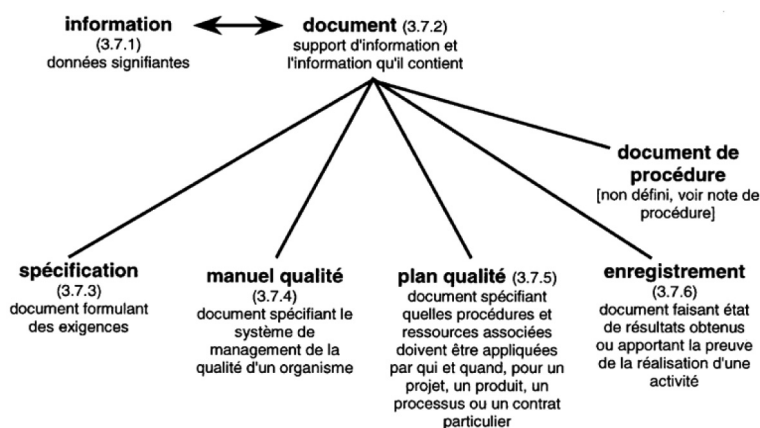 information
(3.7.1)
données signifiantes
document (3.7.2)
support d'information et
l'information qu'il contient
document de
procédure
[non défini, voir note de
procédure]
spécification
(3.7.3)
document formulant
des exigences
manuel qualité
(3.7.4)
document spécifiant le
système de
management de la
qualité d'un organisme
plan qualité (3.7.5)
document spécifiant
quelles procédures et
ressources associées
doivent être appliquées
par qui et quand, pour un
projet, un produit, un
processus ou un contrat
particulier
enregistrement
(3.7.6)
document faisant état
de résultats obtenus
ou apportant la preuve
de la réalisation d'une
activité